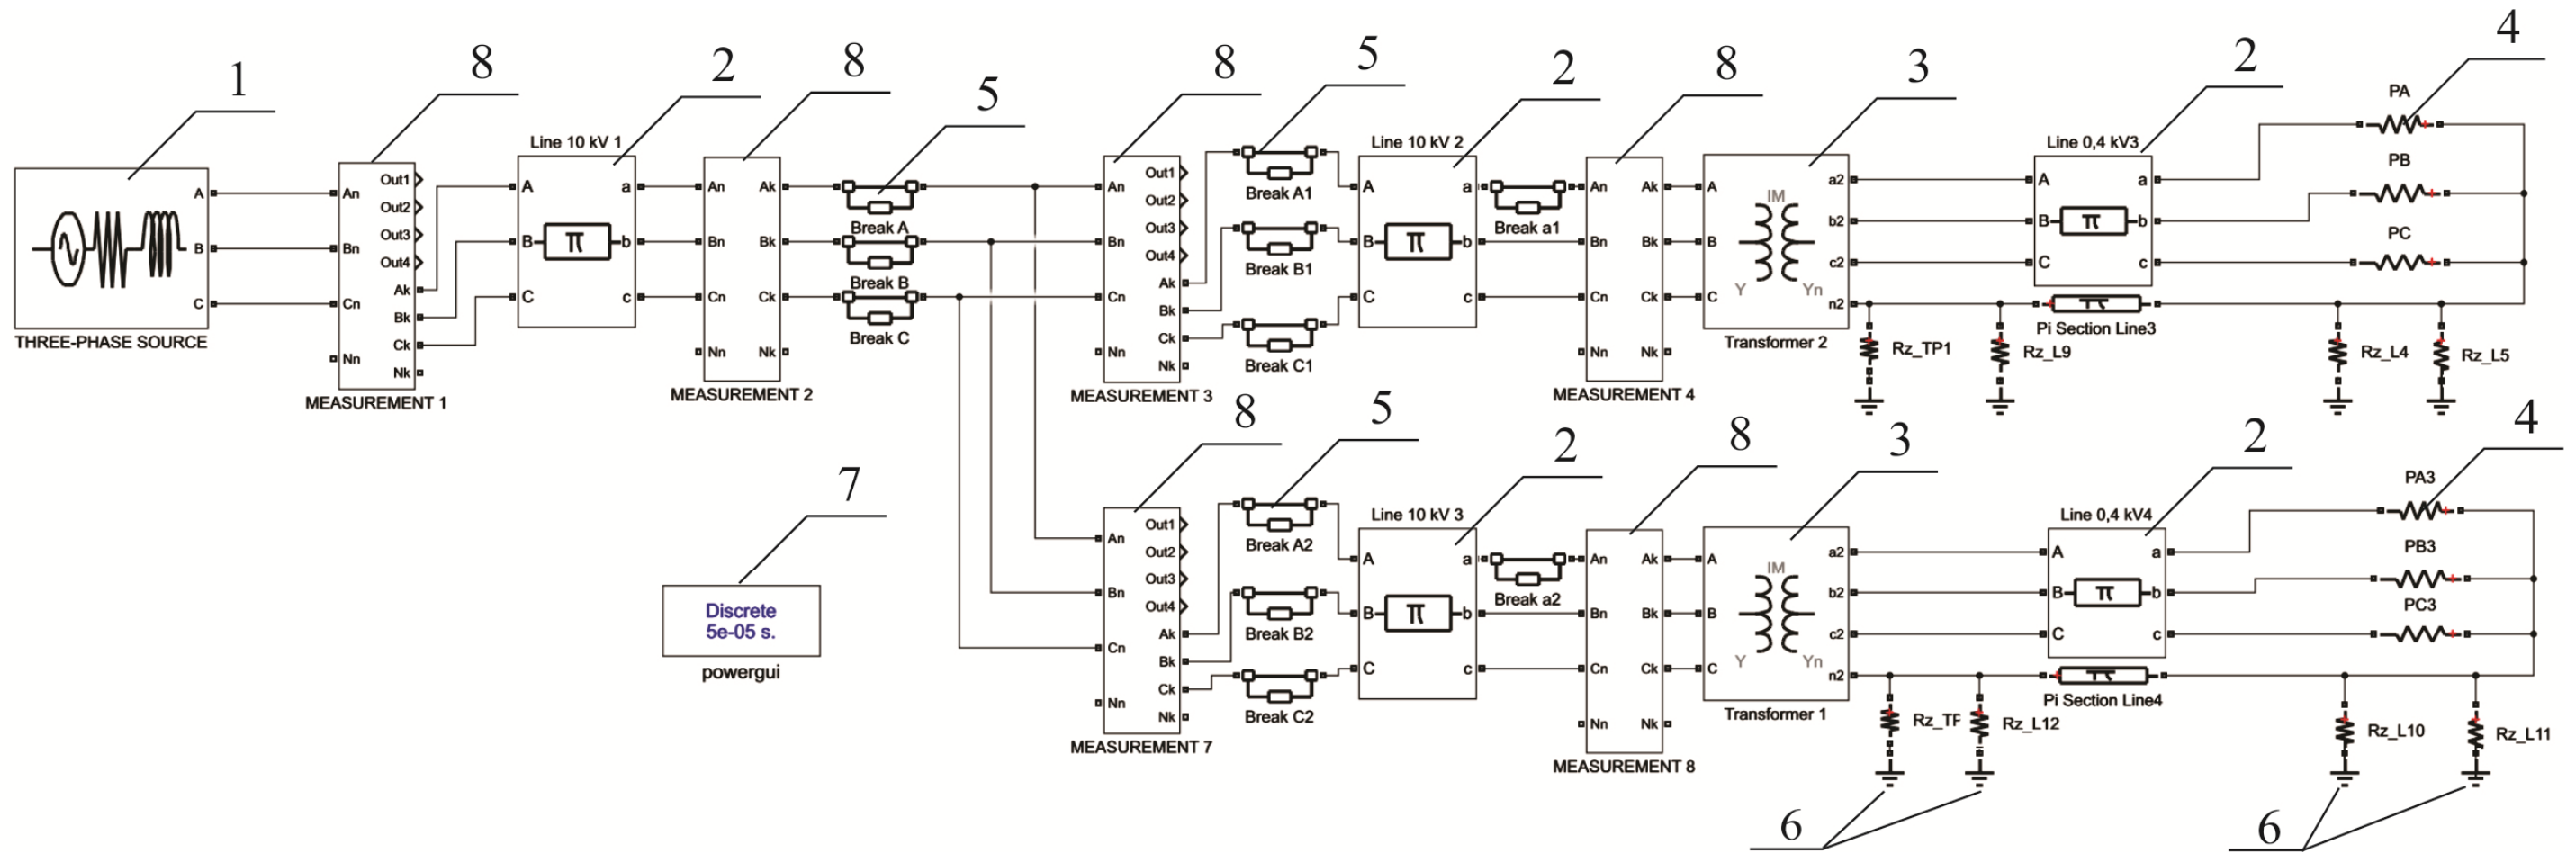 1
8
2
8
5
8
5
2
8
3
2
4
THREE-PHASE SOURCE
A
B
C
An
Bn
Cn
Nn
Out1
Out2
Out3
Out4
Ak
Bk
Ck
Nk
MEASUREMENT 1
Line 10 kV 1
A
B
C
π
a
b
c
An
Bn
Cn
Nn
Ak
Bk
Ck
Nk
MEASUREMENT 2
Break A
Break B
Break C
An
Bn
Cn
Nn
Out1
Out2
Out3
Out4
Ak
Bk
Ck
Nk
MEASUREMENT 3
Break A1
Break B1
Break C1
Line 10 kV 2
A
B
C
π
a
b
c
Break a1
An
Bn
Cn
Nn
Ak
Bk
Ck
Nk
MEASUREMENT 4
A
B
C
IM
Y
Yn
a2
b2
c2
n2
Transformer 2
Line 0,4 kV3
A
B
C
π
a
b
c
PA
PB
PC
π
Pi Section Line3
Rz_TP1
Rz_L9
Rz_L4
Rz_L5
7
Discrete
5e-05 s.
powergui
8
5
2
8
3
2
4
An
Bn
Cn
Nn
Out1
Out2
Out3
Out4
Ak
Bk
Ck
Nk
MEASUREMENT 7
Break A2
Break B2
Break C2
Line 10 kV 3
A
B
C
π
a
b
c
Break a2
An
Bn
Cn
Nn
Ak
Bk
Ck
Nk
MEASUREMENT 8
A
B
C
IM
Y
Yn
a2
b2
c2
n2
Transformer 1
Line 0,4 kV4
A
B
C
π
a
b
c
PA3
PB3
PC3
π
Pi Section Line4
Rz_TF
Rz_L12
Rz_L10
Rz_L11
6
6